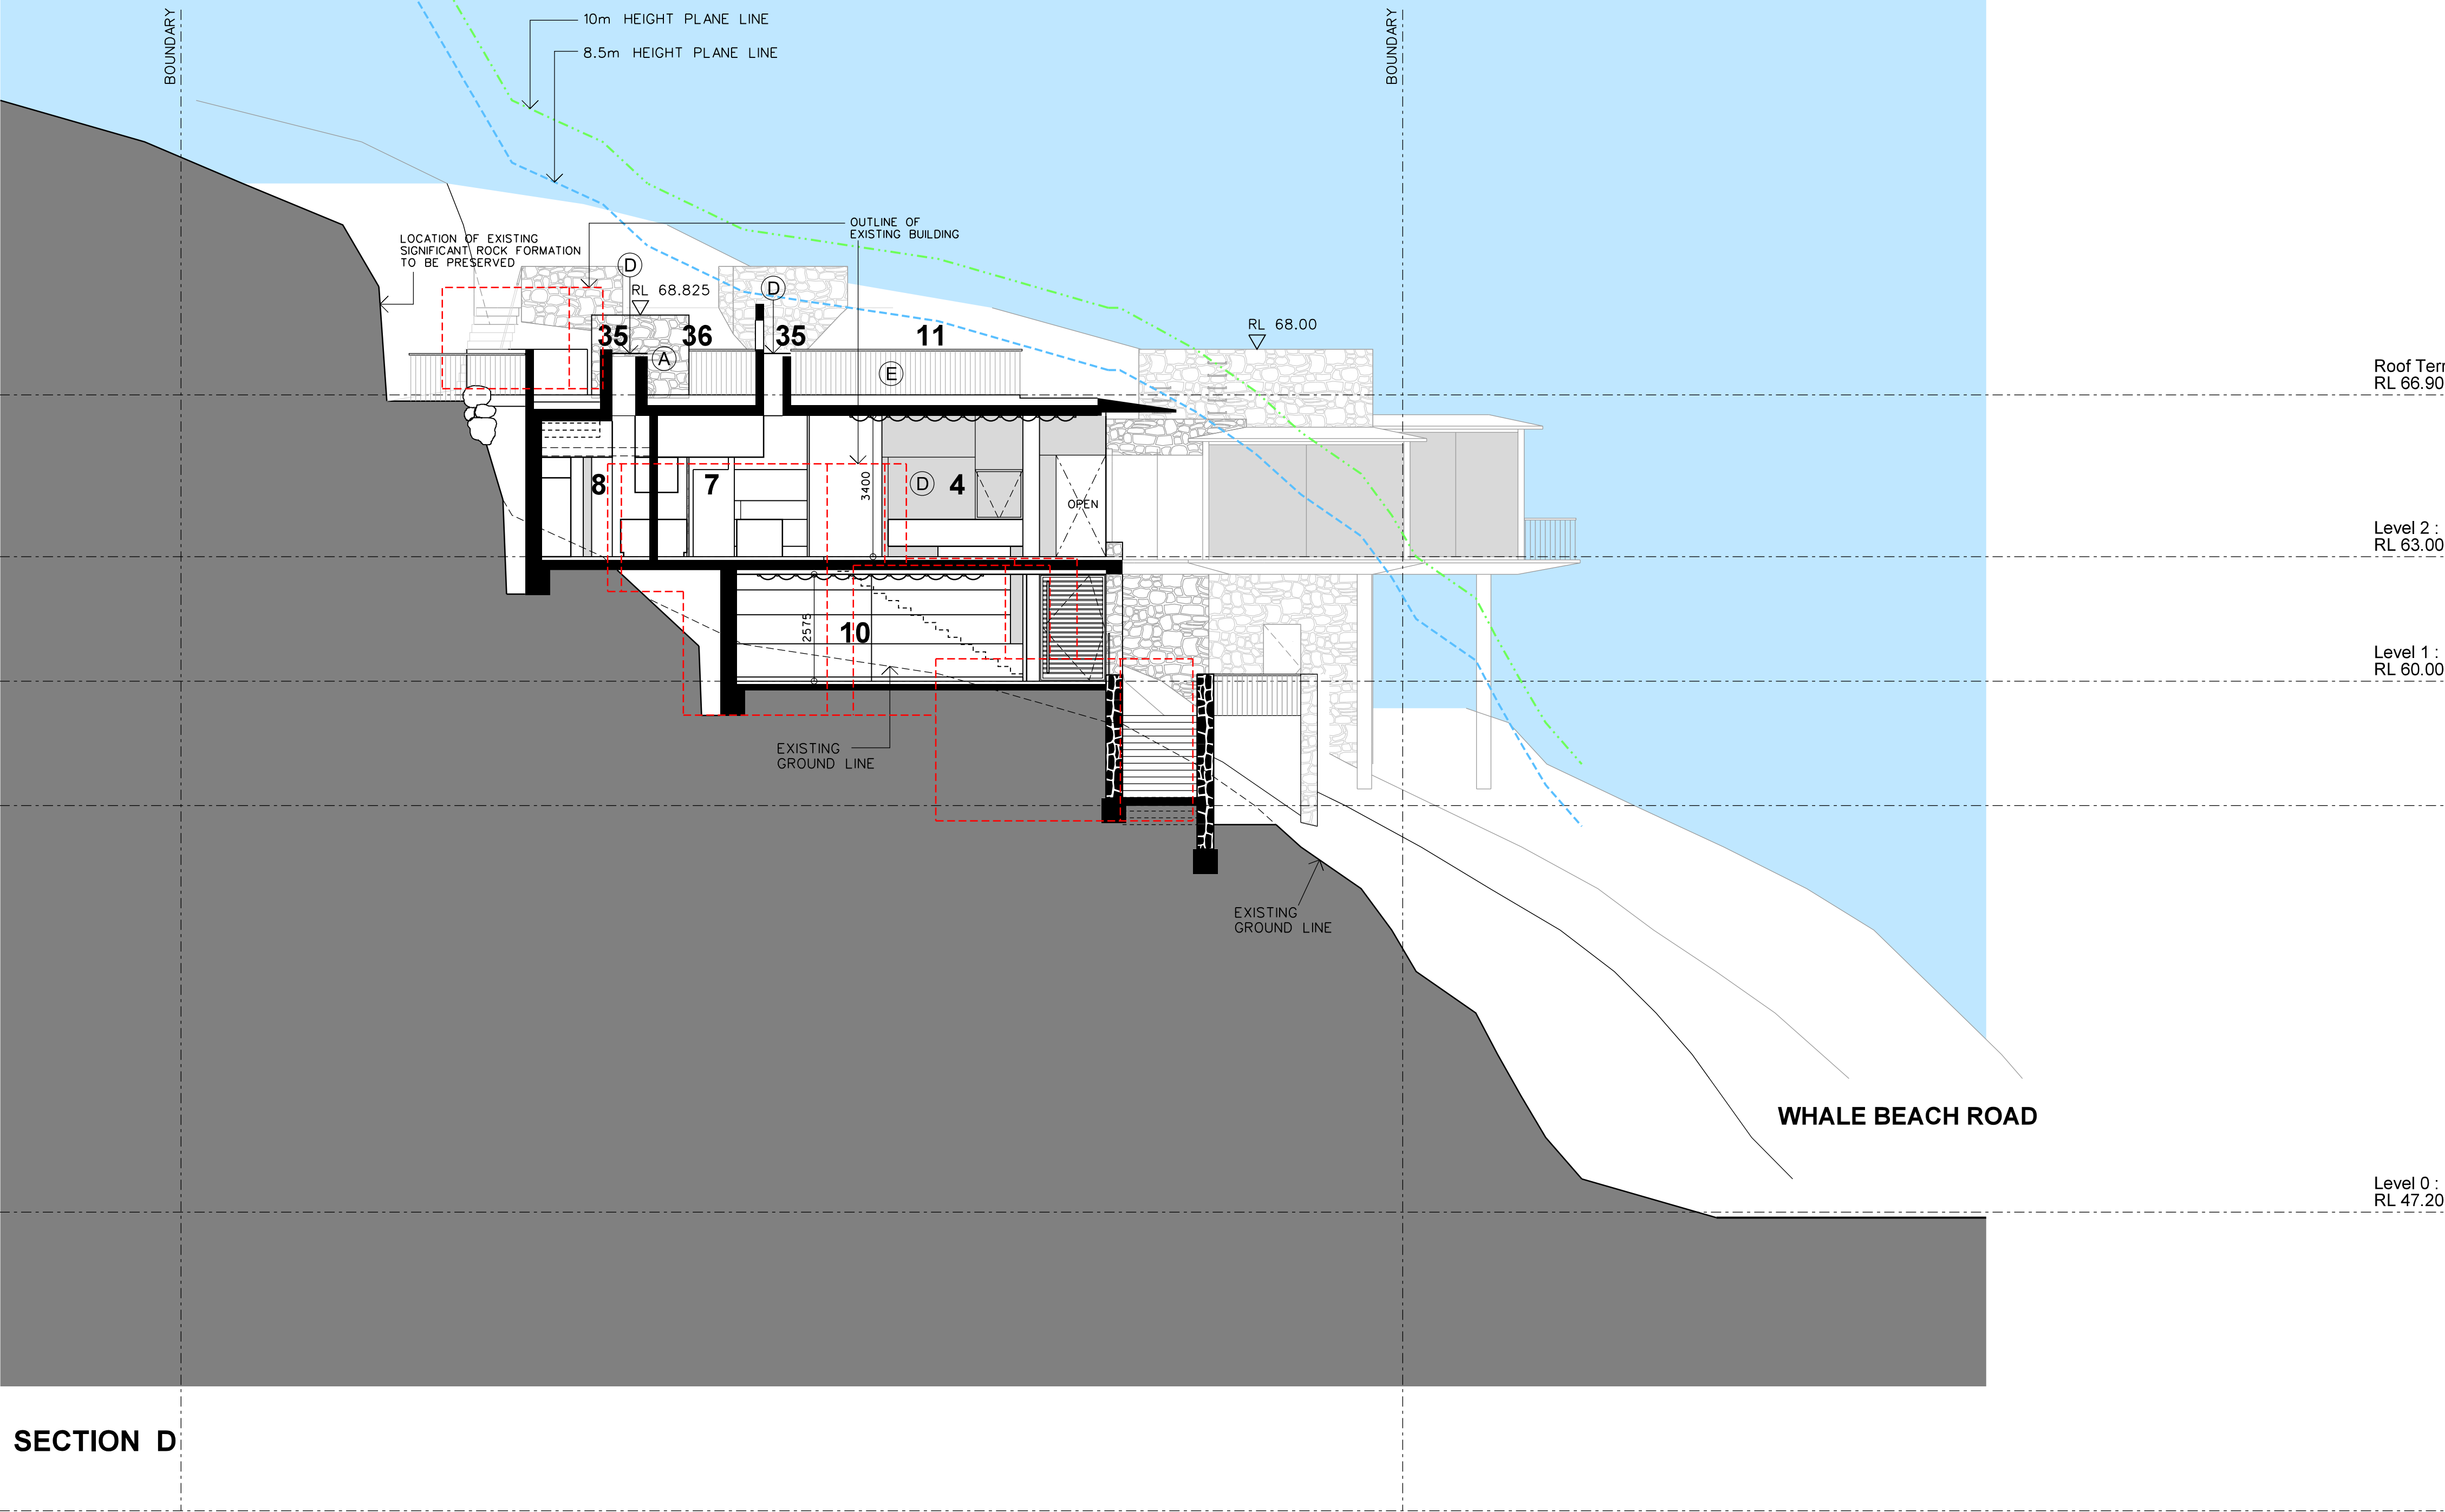 BOUNDARY
10m HEIGHT PLANE LINE
8.5m HEIGHT PLANE LINE
BOUNDARY
OUTLINE OF
EXISTING BUILDING
LOCATION OF EXISTING
SIGNIFICANT ROCK FORMATION
TO BE PRESERVED
D
RL 68.825
D
RL 68.00
35
36
35
11
A
E
Roof Terr
RL 66.90
8
7
3400
D
4
OPEN
Level 2 :
RL 63.00
2575
10
Level 1 :
RL 60.00
EXISTING
GROUND LINE
EXISTING
GROUND LINE
WHALE BEACH ROAD
Level 0 :
RL 47.20
SECTION D